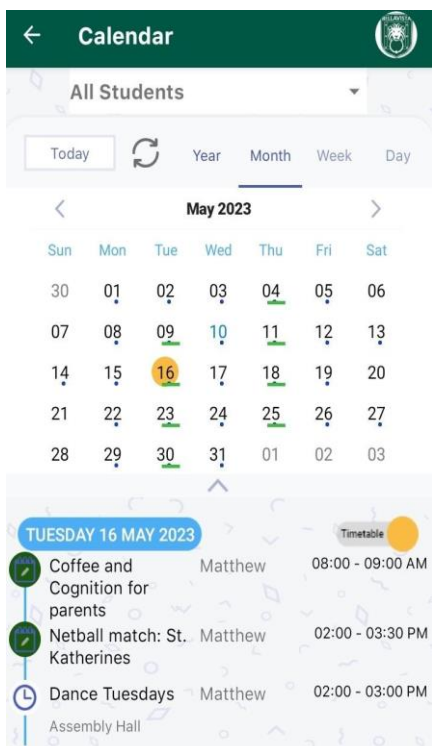 BELLAVISTA
Calendar
All Students
Today Year Month Week Day
May 2023
Sun Mon Tue Wed Thu Fri Sat
30 01 02 03 04 05 06
07 08 09 10 11 12 13
14 15 16 17 18 19 20
21 22 23 24 25 26 27
28 29 30 31 01 02 03
TUESDAY 16 MAY 2023 Timetable
Coffee and Matthew 08:00 - 09:00 AM
Cognition for
parents
Netball match: St. Matthew 02:00 - 03:30 PM
Katherines
Dance Tuesdays Matthew 02:00 - 03:00 PM
Assembly Hall